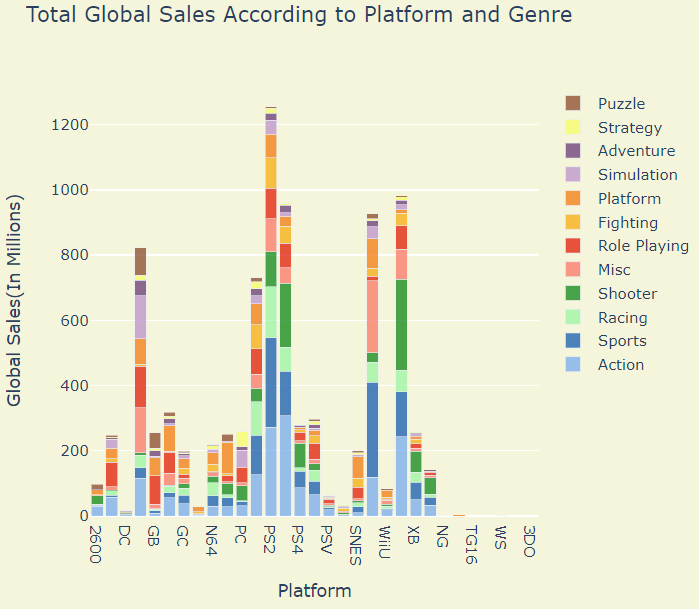 Total Global Sales According to Platform and Genre
Global Sales(In Millions)
1200
1000
800
600
400
200
0
2600
DC
GB
GC
N64
PC
PS2
PS4
PSV
SNES
WiiU
XB
NG
TG16
WS
3DO
Platform
Puzzle
Strategy
Adventure
Simulation
Platform
Fighting
Role Playing
Misc
Shooter
Racing
Sports
Action